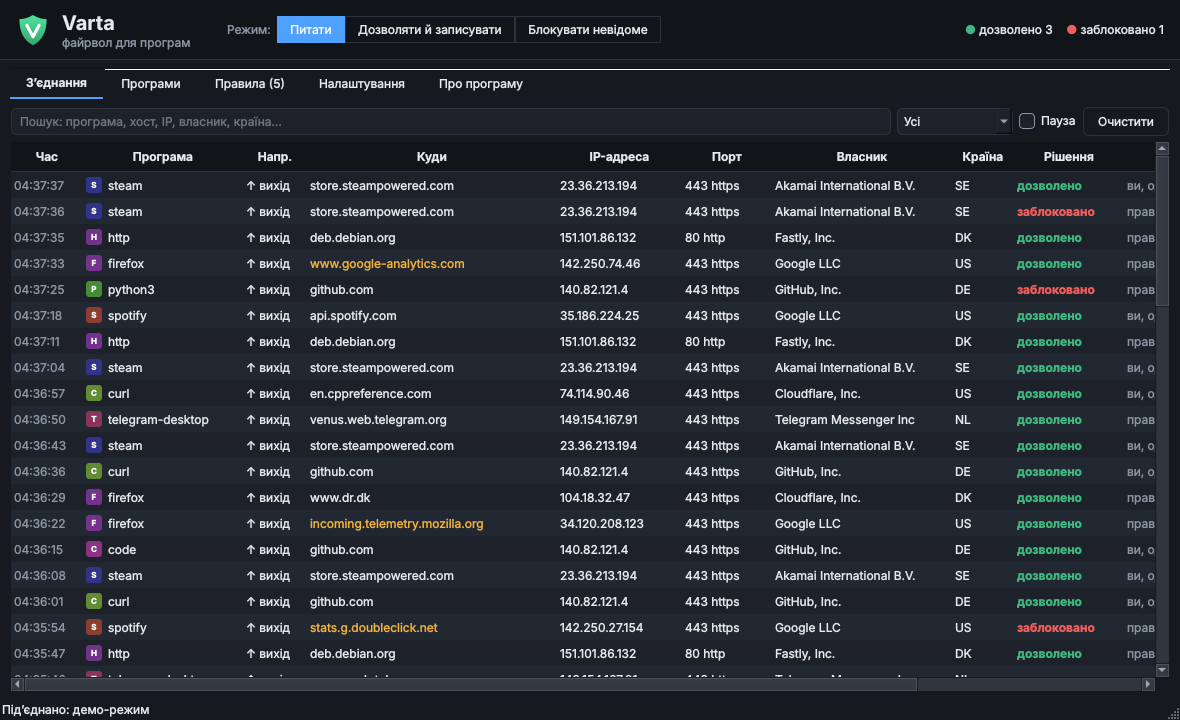 Varta
файрвол для програм
Режим: Питати Дозволяти й записувати Блокувати невідоме
дозволено 3 заблоковано 1
З'єднання Програми Правила (5) Налаштування Про програму
Пошук: програма, хост, IP, власник, країна... Усі Пауза Очистити
Час Програма Напр. Куди IP-адреса Порт Власник Країна Рішення
04:37:37 S steam ↑ вихід store.steampowered.com 23.36.213.194 443 https Akamai International B.V. SE дозволено ви, о
04:37:36 S steam ↑ вихід store.steampowered.com 23.36.213.194 443 https Akamai International B.V. SE заблоковано прав
04:37:35 H http ↑ вихід deb.debian.org 151.101.86.132 80 http Fastly, Inc. DK дозволено прав
04:37:33 F firefox ↑ вихід www.google-analytics.com 142.250.74.46 443 https Google LLC US дозволено прав
04:37:25 P python3 ↑ вихід github.com 140.82.121.4 443 https GitHub, Inc. DE заблоковано прав
04:37:18 S spotify ↑ вихід api.spotify.com 35.186.224.25 443 https Google LLC US дозволено ви, о
04:37:11 H http ↑ вихід deb.debian.org 151.101.86.132 80 http Fastly, Inc. DK дозволено прав
04:37:04 S steam ↑ вихід store.steampowered.com 23.36.213.194 443 https Akamai International B.V. SE дозволено ви, о
04:36:57 C curl ↑ вихід en.cppreference.com 74.114.90.46 443 https Cloudflare, Inc. US дозволено ви, о
04:36:50 T telegram-desktop ↑ вихід venus.web.telegram.org 149.154.167.91 443 https Telegram Messenger Inc NL дозволено прав
04:36:43 S steam ↑ вихід store.steampowered.com 23.36.213.194 443 https Akamai International B.V. SE дозволено ви, о
04:36:36 C curl ↑ вихід github.com 140.82.121.4 443 https GitHub, Inc. DE дозволено ви, о
04:36:29 F firefox ↑ вихід www.dr.dk 104.18.32.47 443 https Cloudflare, Inc. DK дозволено прав
04:36:22 F firefox ↑ вихід incoming.telemetry.mozilla.org 34.120.208.123 443 https Google LLC US дозволено прав
04:36:15 C code ↑ вихід github.com 140.82.121.4 443 https GitHub, Inc. DE дозволено ви, о
04:36:08 S steam ↑ вихід store.steampowered.com 23.36.213.194 443 https Akamai International B.V. SE дозволено ви, о
04:36:01 C curl ↑ вихід github.com 140.82.121.4 443 https GitHub, Inc. DE дозволено ви, о
04:35:54 S spotify ↑ вихід stats.g.doubleclick.net 142.250.27.154 443 https Google LLC US заблоковано прав
04:35:47 H http ↑ вихід deb.debian.org 151.101.86.132 80 http Fastly, Inc. DK дозволено прав
Під'єднано: демо-режим